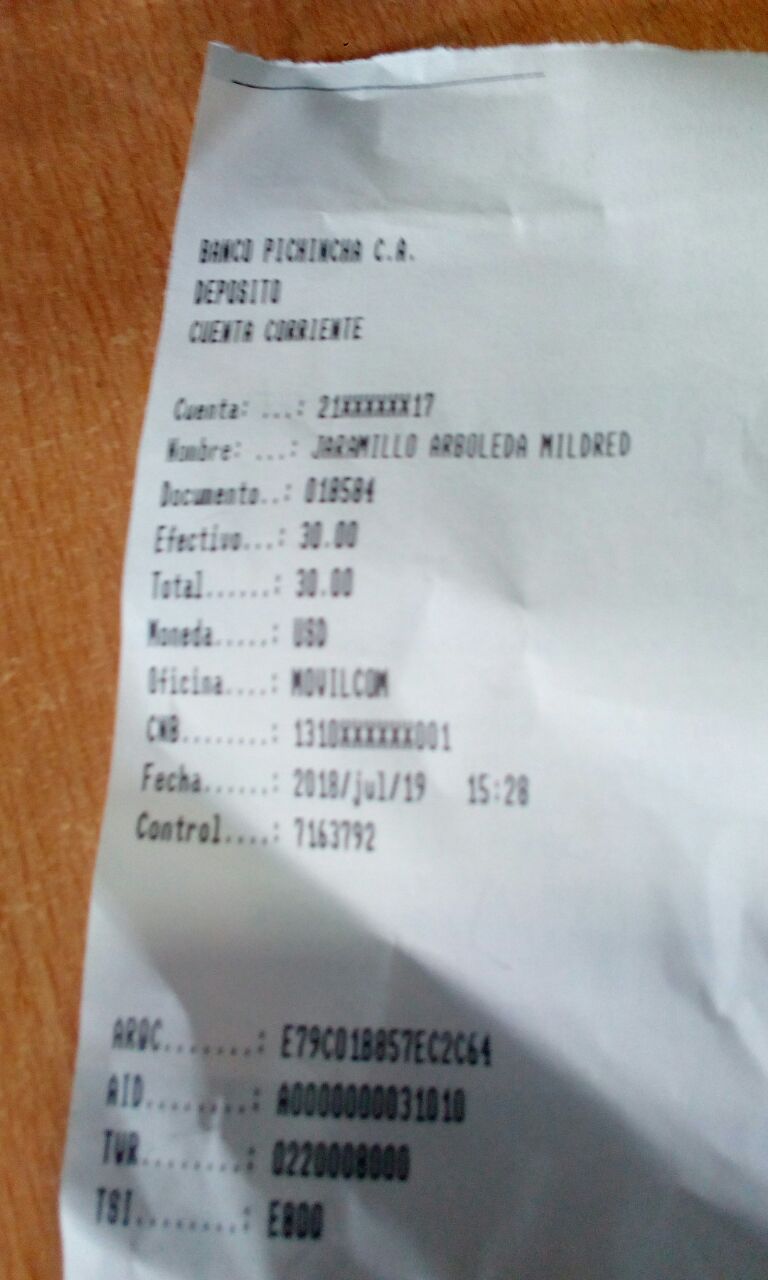 BANCO PICHINCHA C.A.
DEPOSITO
CUENTA CORRIENTE
Cuenta: ...: 21XXXXXX17
Nombre: ...: JARAMILLO ARBOLEDA MILDRED
Documento..: 018584
Efectivo...: 30.00
Total......: 30.00
Moneda.....: USD
Oficina....: MOVILCOM
CNB........: 1310XXXXXX001
Fecha......: 2018/jul/19 15:28
Control....: 7163792
ARQC.......: E79C01B857EC2C64
AID........: A0000000031010
TVR........: 0220008000
TSI........: E800